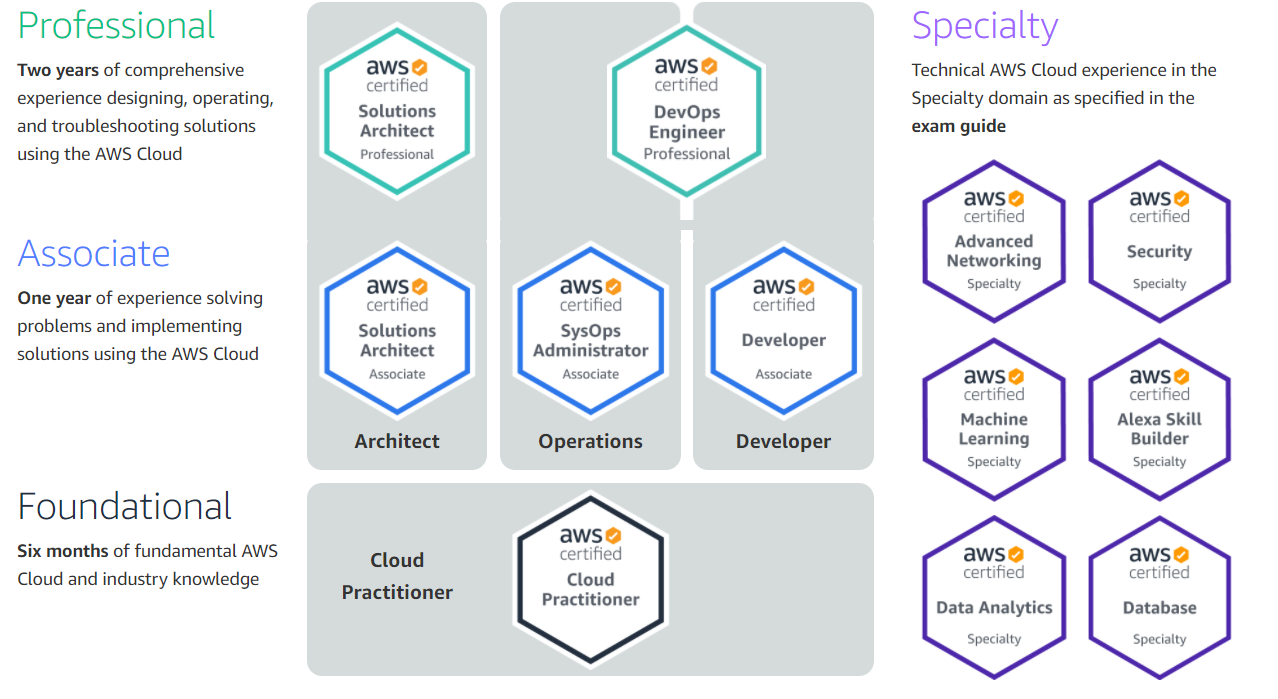 Professional
Two years of comprehensive
experience designing, operating,
and troubleshooting solutions
using the AWS Cloud
aws
certified
Solutions
Architect
Professional
aws
certified
DevOps
Engineer
Professional
Associate
One year of experience solving
problems and implementing
solutions using the AWS Cloud
aws
certified
Solutions
Architect
Associate
Architect
aws
certified
SysOps
Administrator
Associate
Operations
aws
certified
Developer
Associate
Developer
Foundational
Six months of fundamental AWS
Cloud and industry knowledge
Cloud
Practitioner
aws
certified
Cloud
Practitioner
Specialty
Technical AWS Cloud experience in the
Specialty domain as specified in the
exam guide
aws
certified
Advanced
Networking
Specialty
aws
certified
Security
Specialty
aws
certified
Machine
Learning
Specialty
aws
certified
Alexa Skill
Builder
Specialty
aws
certified
Data Analytics
Specialty
aws
certified
Database
Specialty